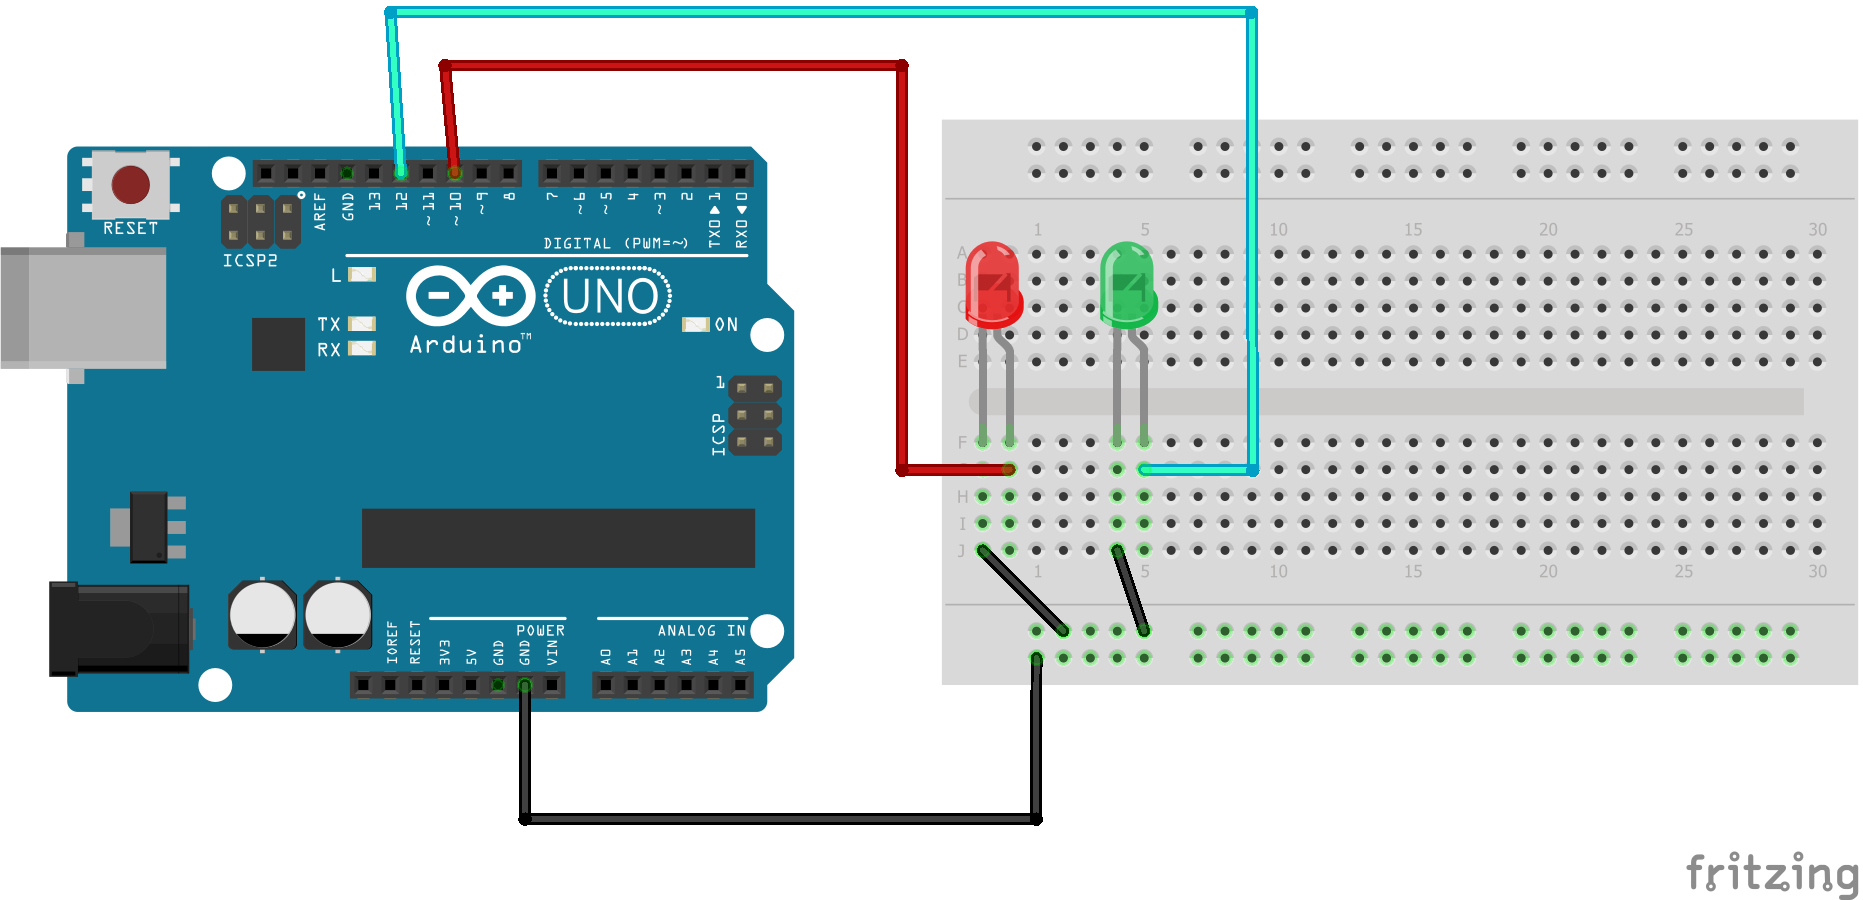 RESET
ICSP2
AREF
GND
13
12
~11
~10
~9
8
7
~6
~5
4
~3
2
TX0▶1
RX0◀0
DIGITAL (PWM=~)
L
TX
RX
Arduino™
UNO
ON
1
ICSP
IOREF
RESET
3V3
5V
GND
GND
VIN
POWER
A0
A1
A2
A3
A4
A5
ANALOG IN
1 5 10 15 20 25 30
A
B
C
D
E
F
H
I
J
1 5 10 15 20 25 30
fritzing